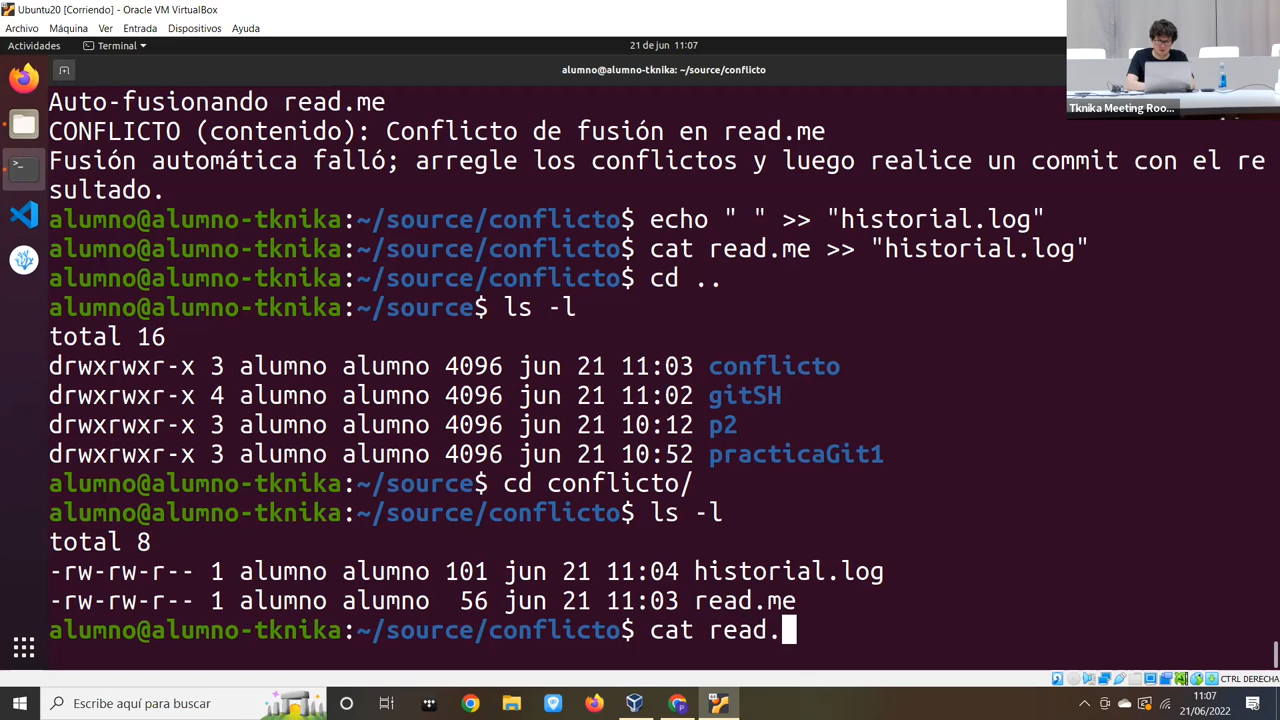 Ubuntu20 [Corriendo] - Oracle VM VirtualBox
Archivo Máquina Ver Entrada Dispositivos Ayuda
Actividades Terminal 21 de jun 11:07
alumno@alumno-tknika: ~/source/conflicto
Tknika Meeting Roo...
Auto-fusionando read.me
CONFLICTO (contenido): Conflicto de fusión en read.me
Fusión automática falló; arregle los conflictos y luego realice un commit con el re
sultado.
alumno@alumno-tknika:~/source/conflicto$ echo " " >> "historial.log"
alumno@alumno-tknika:~/source/conflicto$ cat read.me >> "historial.log"
alumno@alumno-tknika:~/source/conflicto$ cd ..
alumno@alumno-tknika:~/source$ ls -l
total 16
drwxrwxr-x 3 alumno alumno 4096 jun 21 11:03 conflicto
drwxrwxr-x 4 alumno alumno 4096 jun 21 11:02 gitSH
drwxrwxr-x 3 alumno alumno 4096 jun 21 10:12 p2
drwxrwxr-x 3 alumno alumno 4096 jun 21 10:52 practicaGit1
alumno@alumno-tknika:~/source$ cd conflicto/
alumno@alumno-tknika:~/source/conflicto$ ls -l
total 8
-rw-rw-r-- 1 alumno alumno 101 jun 21 11:04 historial.log
-rw-rw-r-- 1 alumno alumno  56 jun 21 11:03 read.me
alumno@alumno-tknika:~/source/conflicto$ cat read.
CTRL DERECHA
Escribe aquí para buscar
11:07
21/06/2022